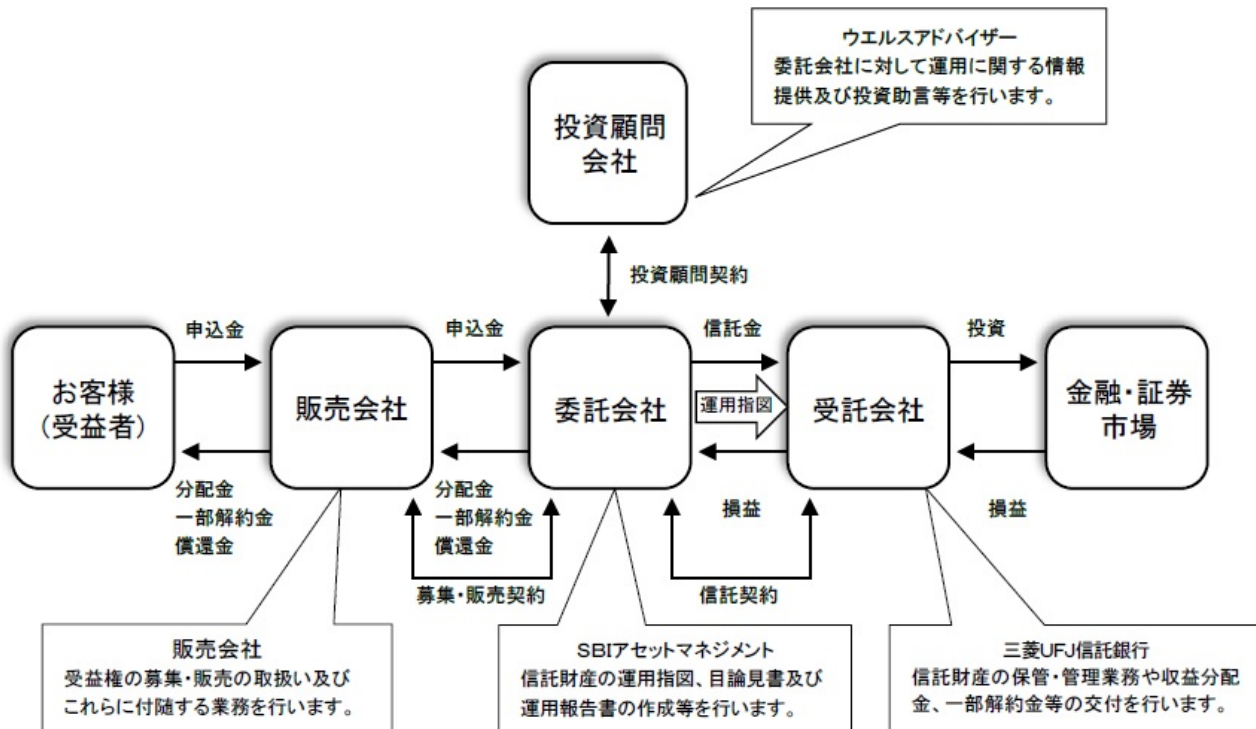 ウエルスアドバイザー
委託会社に対して運用に関する情報
提供及び投資助言等を行います。
投資顧問
会社
投資顧問契約
申込金
申込金
信託金
投資
お客様
(受益者)
販売会社
委託会社
運用指図
受託会社
金融・証券
市場
分配金
一部解約金
償還金
分配金
一部解約金
償還金
損益
損益
募集・販売契約
信託契約
販売会社
受益権の募集・販売の取扱い及び
これらに付随する業務を行います。
SBIアセットマネジメント
信託財産の運用指図、目論見書及び
運用報告書の作成等を行います。
三菱UFJ信託銀行
信託財産の保管・管理業務や収益分配
金、一部解約金等の交付を行います。